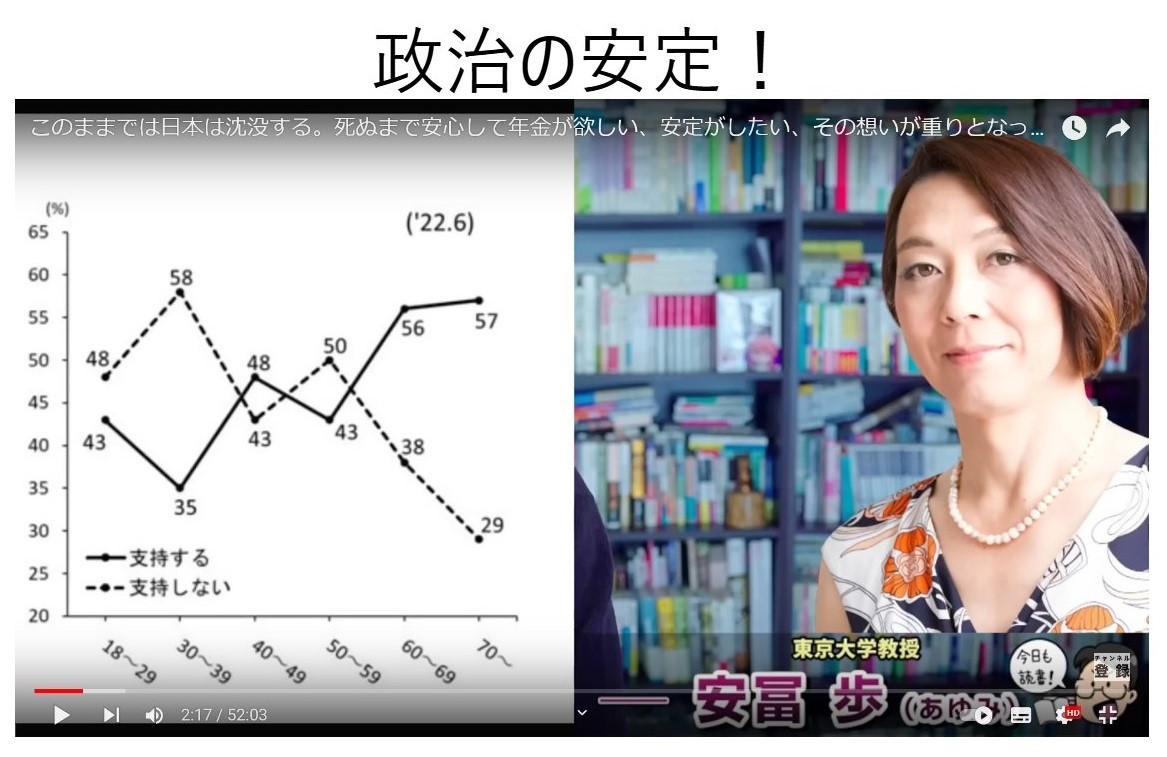 政治の安定！
このままでは日本は沈没する。死ぬまで安心して年金が欲しい、安定がしたい、その想いが重りとなっ...
(%)
('22.6)
65
60
55
50
45
40
35
30
25
20
48
58
43
50
38
29
43
35
48
43
56
57
支持する
支持しない
18～29
30～39
40～49
50～59
60～69
70～
東京大学教授
安冨 歩（あゆみ）
今日も
読書！
チャンネル
登録
2:17 / 52:03
HD